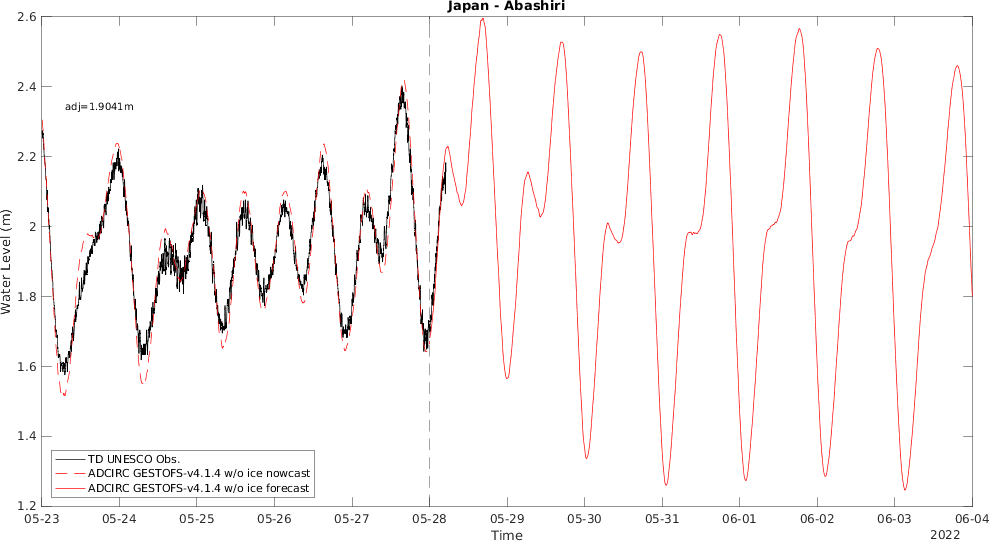 Japan - Abashiri
2.6
2.4
2.2
2
1.8
1.6
1.4
1.2
Water Level (m)
adj=1.9041m
TD UNESCO Obs.
ADCIRC GESTOFS-v4.1.4 w/o ice nowcast
ADCIRC GESTOFS-v4.1.4 w/o ice forecast
05-23 05-24 05-25 05-26 05-27 05-28 05-29 05-30 05-31 06-01 06-02 06-03 06-04
Time
2022